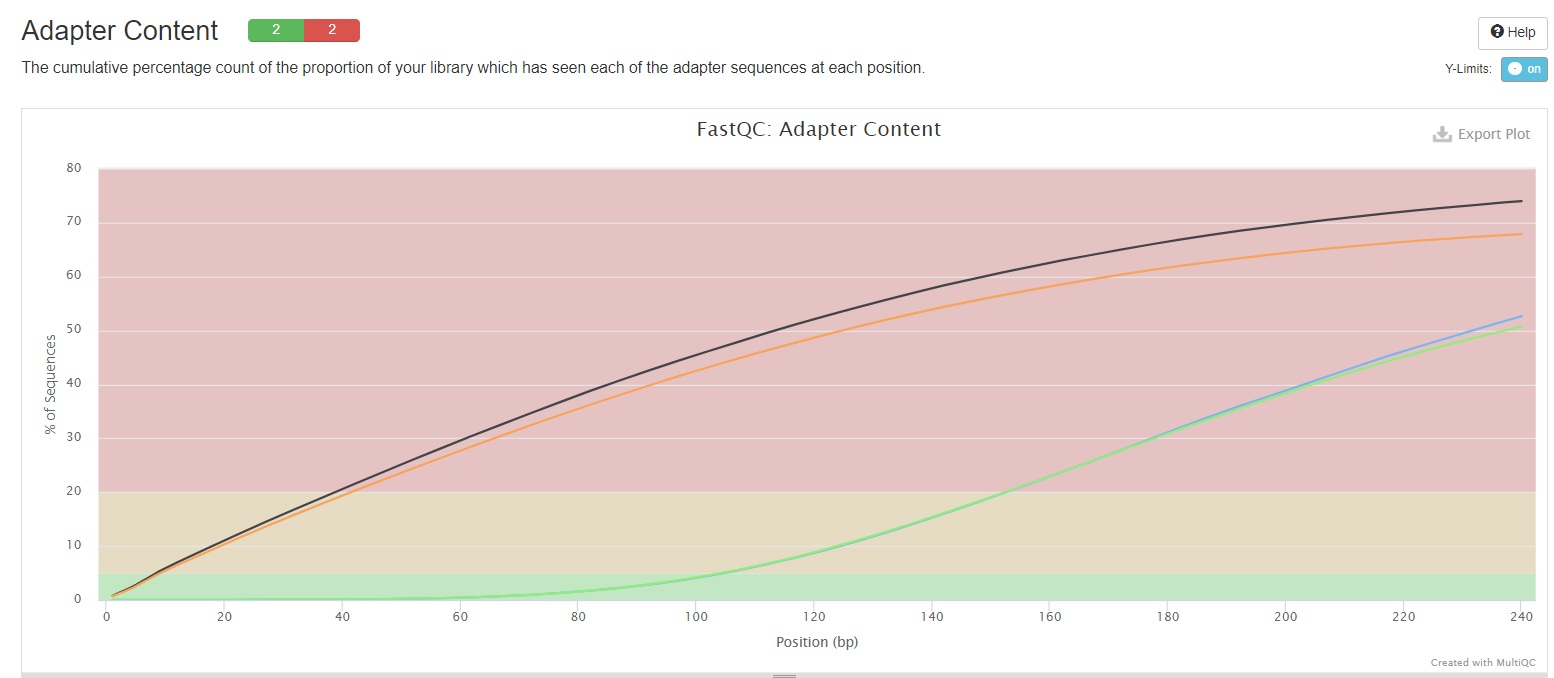 Adapter Content 2 2
Help
The cumulative percentage count of the proportion of your library which has seen each of the adapter sequences at each position.
Y-Limits: on
FastQC: Adapter Content
Export Plot
% of Sequences
80
70
60
50
40
30
20
10
0
0 20 40 60 80 100 120 140 160 180 200 220 240
Position (bp)
Created with MultiQC